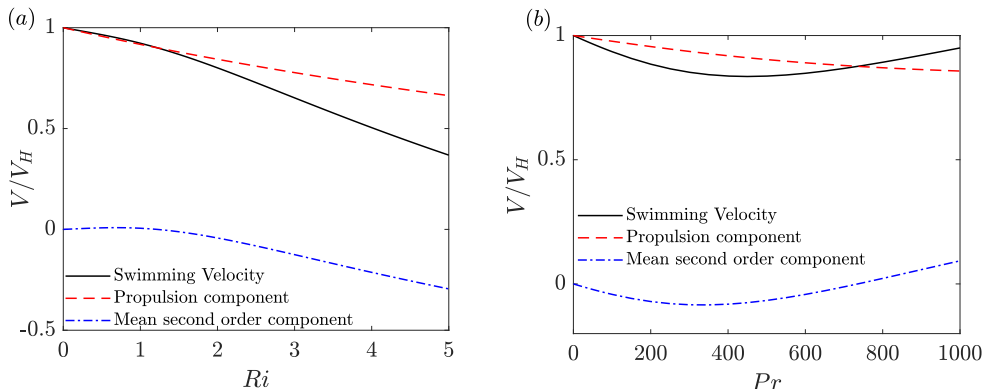 (a)
1
0.5
0
-0.5
V/V_H
Swimming Velocity
Propulsion component
Mean second order component
0 1 2 3 4 5
Ri
(b)
1
0.5
0
V/V_H
Swimming Velocity
Propulsion component
Mean second order component
0 200 400 600 800 1000
Pr